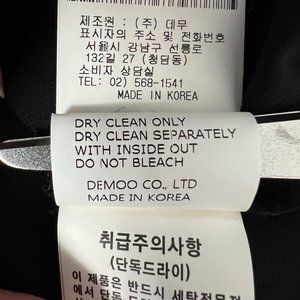 제조원 : (주) 데무
표시자의 주소 및 전화번호
서울시 강남구 선릉로
132길 27 (청담동)
소비자 상담실
TEL: 02) 568-1541
MADE IN KOREA
DRY CLEAN ONLY
DRY CLEAN SEPARATELY
WITH INSIDE OUT
DO NOT BLEACH
DEMOO CO., LTD
MADE IN KOREA
취급주의사항
(단독드라이)
이 제품은 반드시 세탁전문
에서 단독